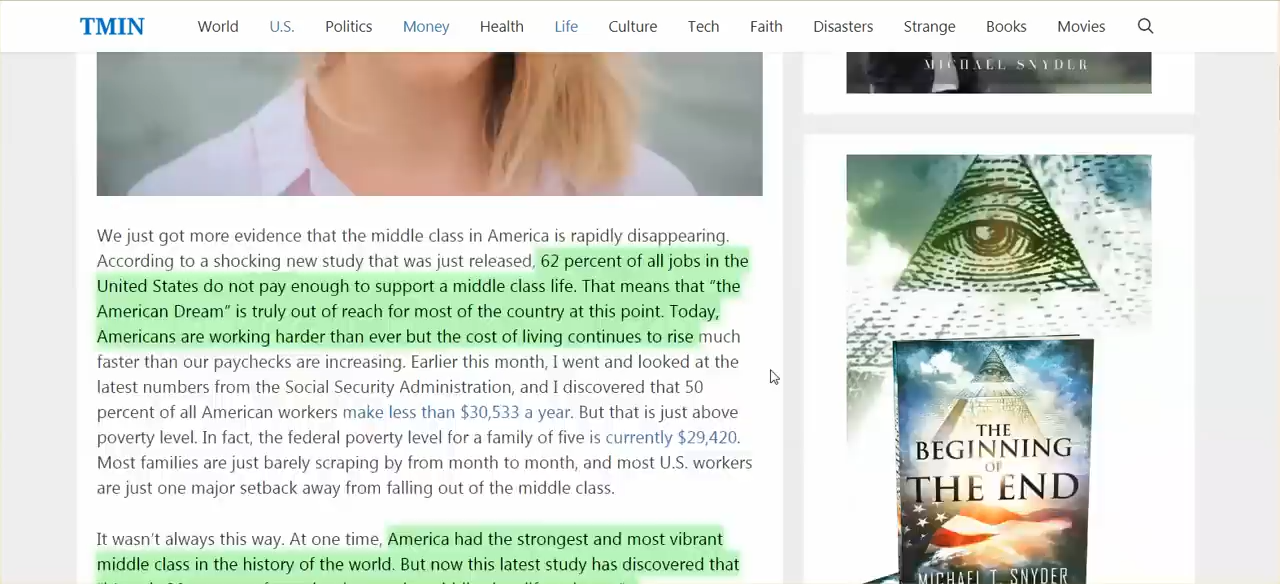 TMIN World U.S. Politics Money Health Life Culture Tech Faith Disasters Strange Books Movies
MICHAEL SNYDER
We just got more evidence that the middle class in America is rapidly disappearing.
According to a shocking new study that was just released, 62 percent of all jobs in the
United States do not pay enough to support a middle class life. That means that “the
American Dream” is truly out of reach for most of the country at this point. Today,
Americans are working harder than ever but the cost of living continues to rise much
faster than our paychecks are increasing. Earlier this month, I went and looked at the
latest numbers from the Social Security Administration, and I discovered that 50
percent of all American workers make less than $30,533 a year. But that is just above
poverty level. In fact, the federal poverty level for a family of five is currently $29,420.
Most families are just barely scraping by from month to month, and most U.S. workers
are just one major setback away from falling out of the middle class.
It wasn’t always this way. At one time, America had the strongest and most vibrant
middle class in the history of the world. But now this latest study has discovered that
THE
BEGINNING
OF
THE END
MICHAEL T. SNYDER